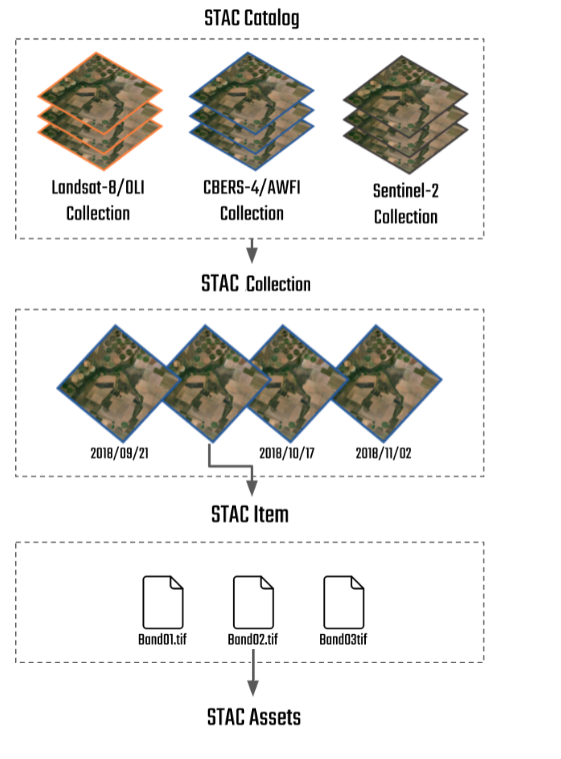 STAC Catalog
Landsat-8/OLI
Collection
CBERS-4/AWFI
Collection
Sentinel-2
Collection
STAC Collection
2018/09/21
2018/10/17
2018/11/02
STAC Item
Band01.tif
Band02.tif
Band03tif
STAC Assets